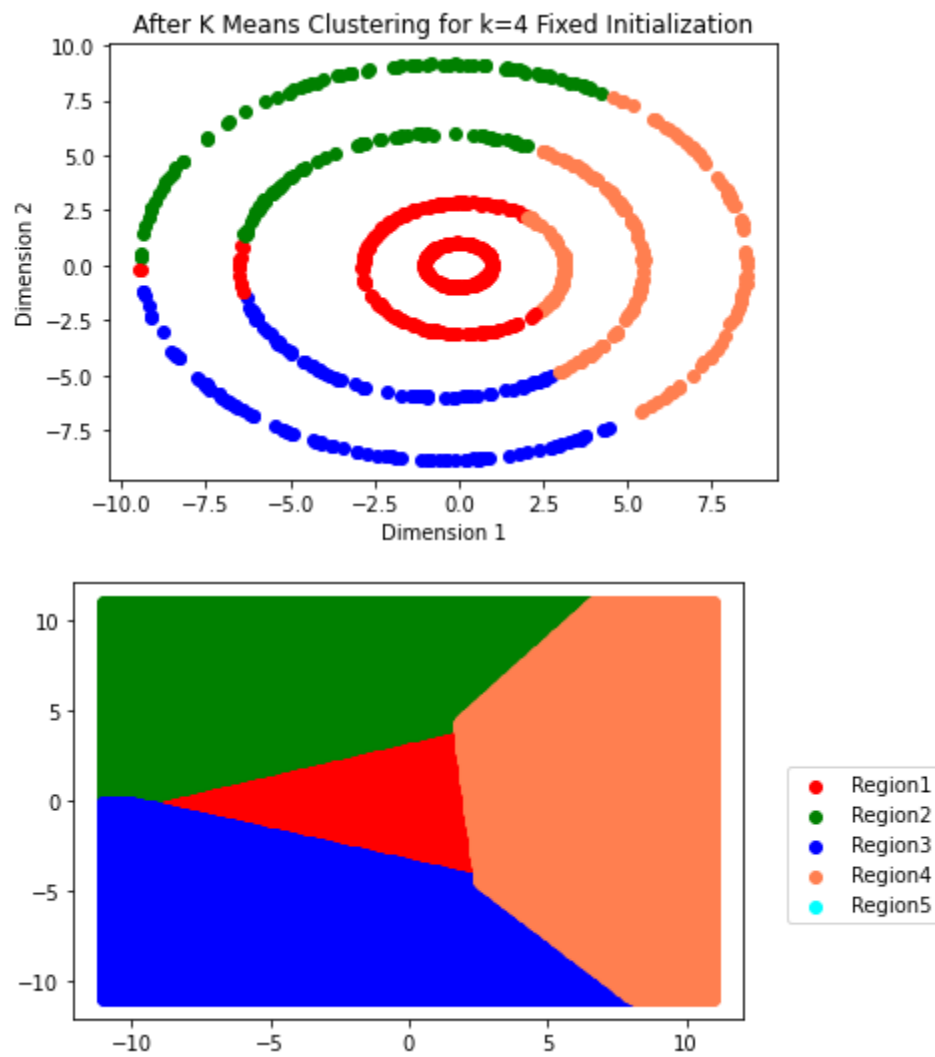 After K Means Clustering for k=4 Fixed Initialization
10.0
7.5
5.0
2.5
0.0
−2.5
−5.0
−7.5
Dimension 2
−10.0 −7.5 −5.0 −2.5 0.0 2.5 5.0 7.5
Dimension 1
10
5
0
−5
−10
−10 −5 0 5 10
Region1
Region2
Region3
Region4
Region5